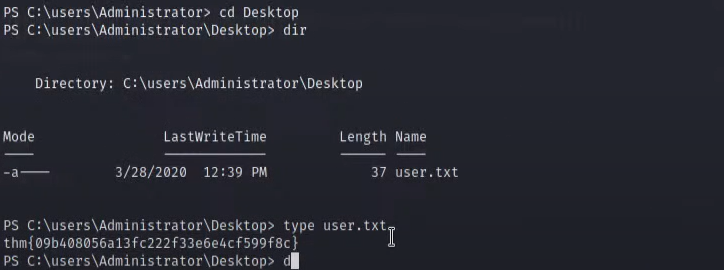 PS C:\users\Administrator> cd Desktop
PS C:\users\Administrator\Desktop> dir
Directory: C:\users\Administrator\Desktop
Mode LastWriteTime Length Name
-a---- 3/28/2020 12:39 PM 37 user.txt
PS C:\users\Administrator\Desktop> type user.txt
thm{09b408056a13fc222f33e6e4cf599f8c}
PS C:\users\Administrator\Desktop> d